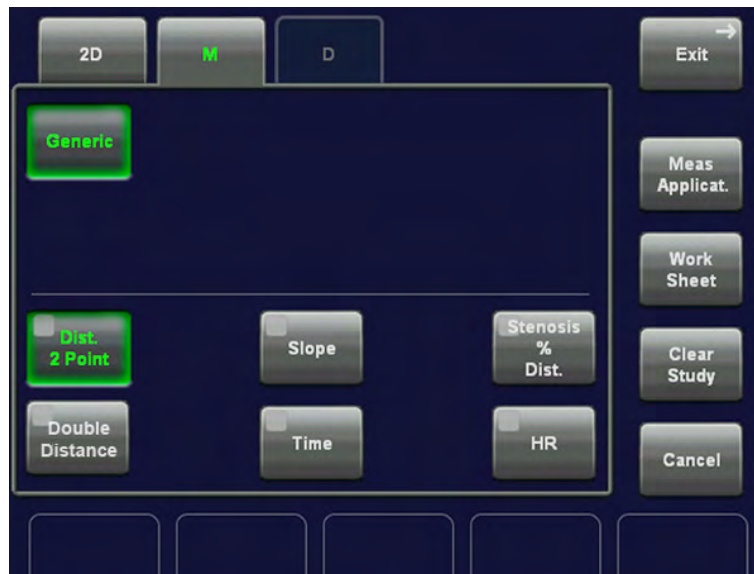 2D
M
D
Exit
Generic
Meas
Applicat.
Work
Sheet
Dist.
2 Point
Slope
Stenosis
%
Dist.
Clear
Study
Double
Distance
Time
HR
Cancel